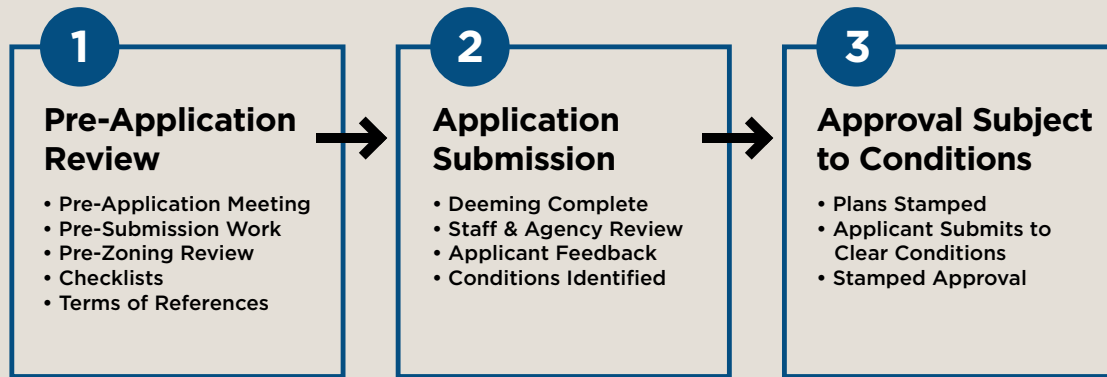 1
Pre-Application
Review
• Pre-Application Meeting
• Pre-Submission Work
• Pre-Zoning Review
• Checklists
• Terms of References
2
Application
Submission
• Deeming Complete
• Staff & Agency Review
• Applicant Feedback
• Conditions Identified
3
Approval Subject
to Conditions
• Plans Stamped
• Applicant Submits to
Clear Conditions
• Stamped Approval